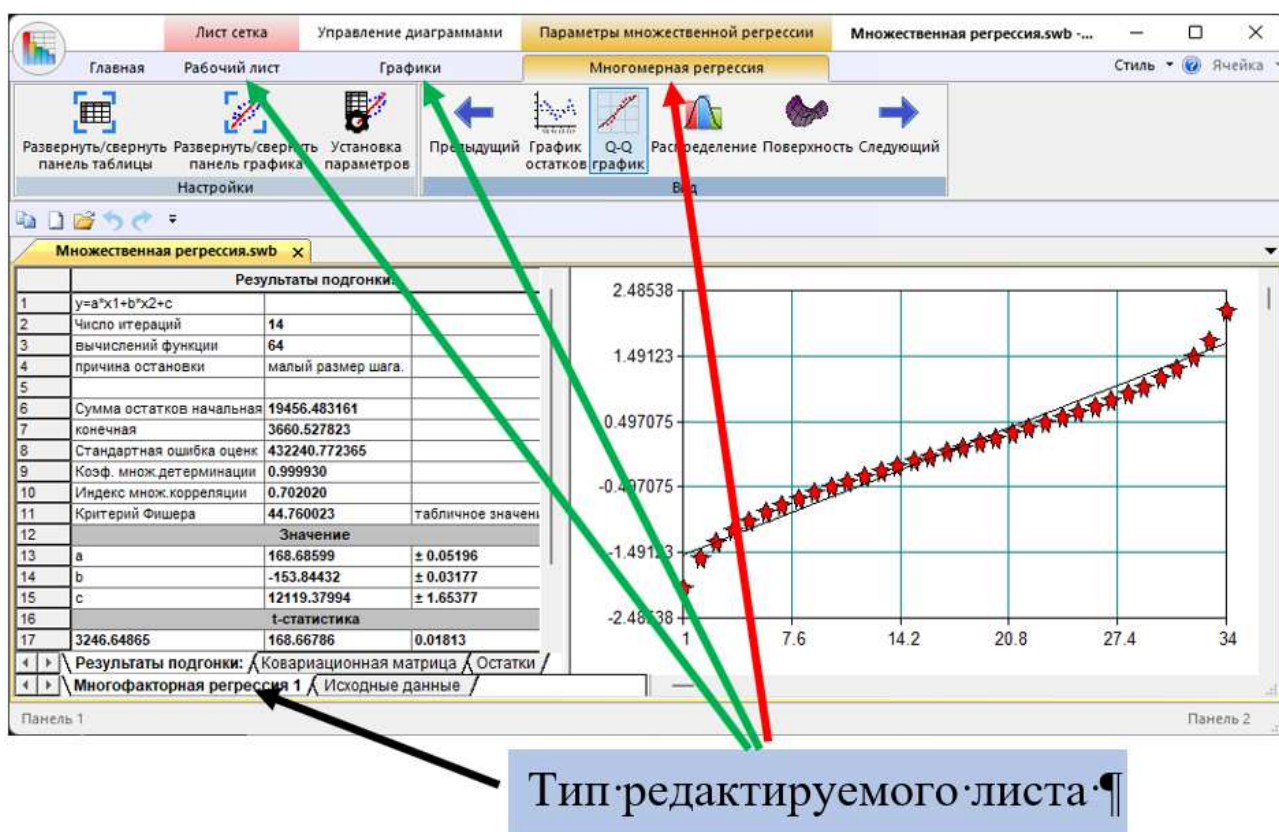 Лист сетка Управление диаграммами Параметры множественной регрессии Множественная регрессия.swb -...
Главная Рабочий лист Графики Многомерная регрессия Стиль Ячейка
Развернуть/свернуть Развернуть/свернуть Установка Предыдущий График Q-Q Распределение Поверхность Следующий
панель таблицы панель графика параметров остатков график
Настройки Вид
Множественная регрессия.swb x
Результаты подгонки:
1 y=a*x1+b*x2+c
2 Число итераций 14
3 вычислений функции 64
4 причина остановки малый размер шага.
5
6 Сумма остатков начальная 19456.483161
7 конечная 3660.527823
8 Стандартная ошибка оценк 432240.772365
9 Коэф. множ.детерминации 0.999930
10 Индекс множ.корреляции 0.702020
11 Критерий Фишера 44.760023 табличное значени
12 Значение
13 a 168.68599 ± 0.05196
14 b -153.84432 ± 0.03177
15 c 12119.37994 ± 1.65377
16 t-статистика
17 3246.64865 168.66786 0.01813
Результаты подгонки: Ковариационная матрица Остатки
Многофакторная регрессия 1 Исходные данные
2.48538
1.49123
0.497075
-0.497075
-1.49123
-2.48538
1 7.6 14.2 20.8 27.4 34
Панель 1 Панель 2
Тип·редактируемого·листа·¶